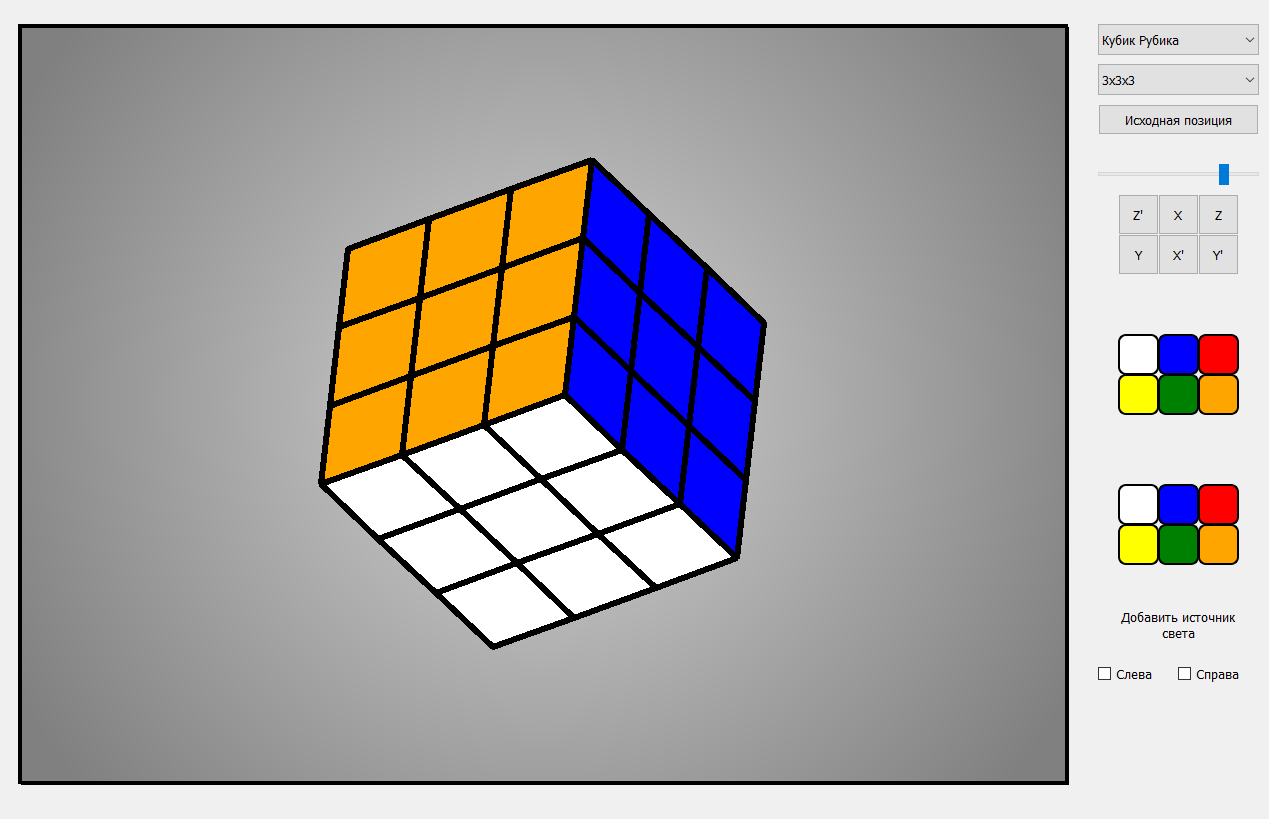 Кубик Рубика
3x3x3
Исходная позиция
Z' X Z
Y X' Y'
Добавить источник
света
Слева Справа